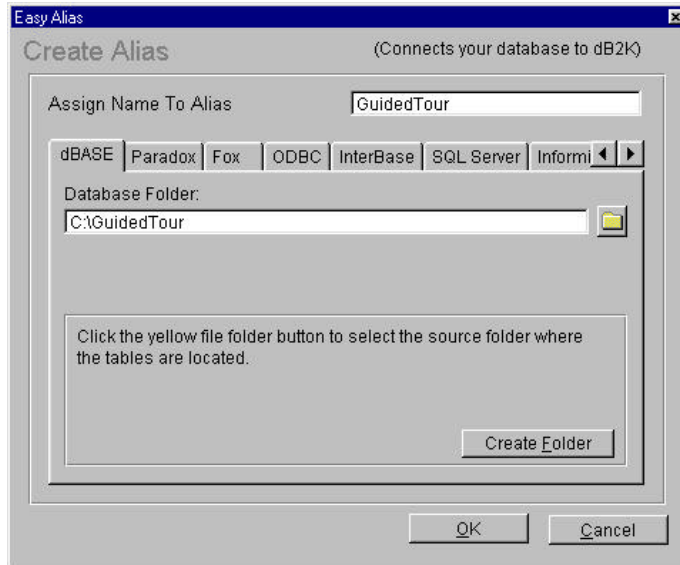 Easy Alias
Create Alias (Connects your database to dB2K)
Assign Name To Alias GuidedTour
dBASE Paradox Fox ODBC InterBase SQL Server Informi
Database Folder:
C:\GuidedTour
Click the yellow file folder button to select the source folder where
the tables are located.
Create Folder
OK Cancel